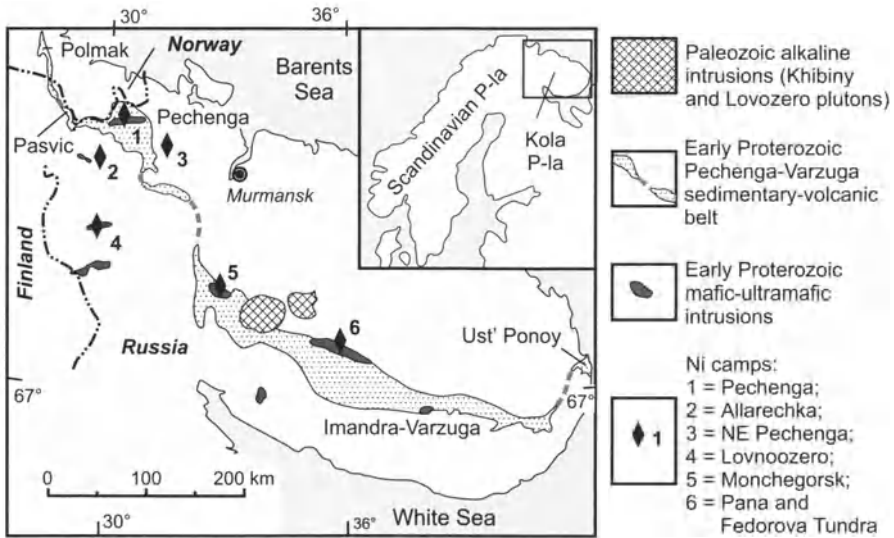 30°
36°
Polmak
Norway
Barents
Sea
Pechenga
1
Pasvic
2
3
Murmansk
4
Finland
5
Russia
6
Ust' Ponoy
67°
67°
Imandra-Varzuga
0 100 200 km
White Sea
30°
36°
Scandinavian P-la
Kola
P-la
Paleozoic alkaline
intrusions (Khibiny
and Lovozero plutons)
Early Proterozoic
Pechenga-Varzuga
sedimentary-volcanic
belt
Early Proterozoic
mafic-ultramafic
intrusions
1
Ni camps:
1 = Pechenga;
2 = Allarechka;
3 = NE Pechenga;
4 = Lovnoozero;
5 = Monchegorsk;
6 = Pana and
Fedorova Tundra